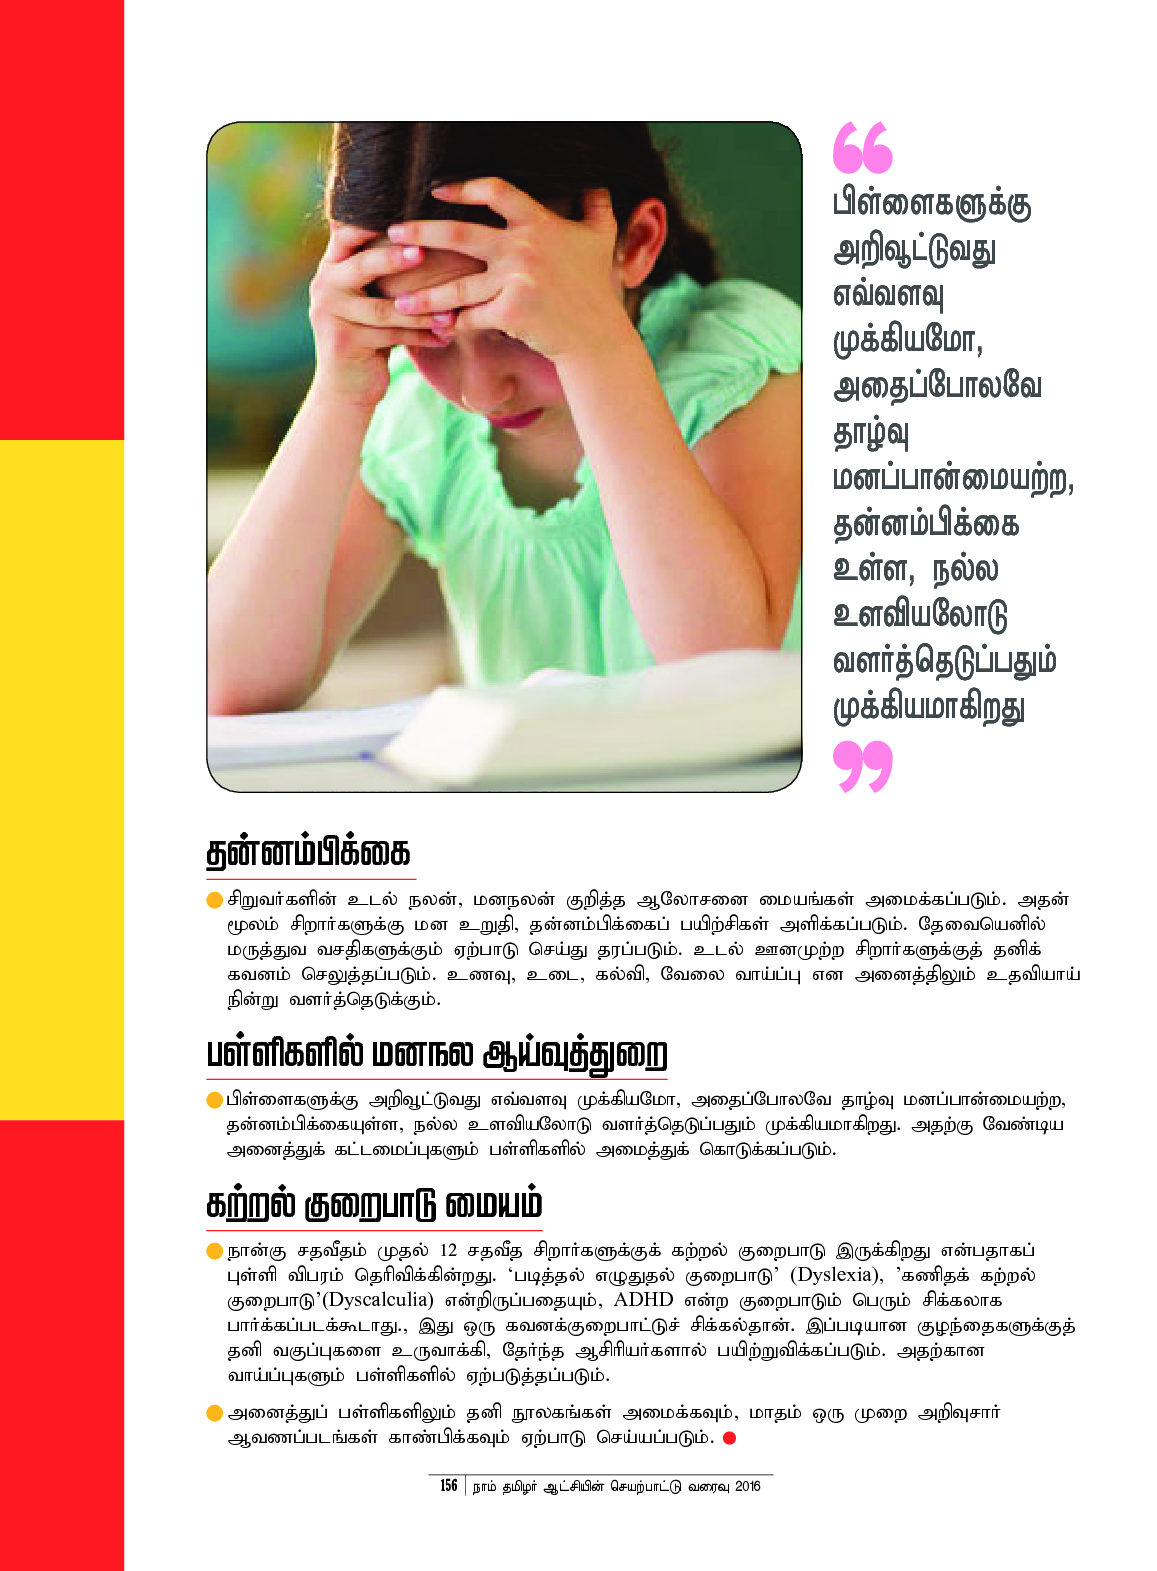 “
பிள்ளைகளுக்கு
அறிவூட்டுவது
எவ்வளவு
முக்கியமோ,
அதைப்போலவே
தாழ்வு
மனப்பான்மையற்ற,
தன்னம்பிக்கை
உள்ள, நல்ல
உளவியலோடு
வளர்த்தெடுப்பதும்
முக்கியமாகிறது
”
தன்னம்பிக்கை
சிறுவர்களின் உடல் நலன், மனநலன் குறித்த ஆலோசனை மையங்கள் அமைக்கப்படும். அதன்
மூலம் சிறார்களுக்கு மன உறுதி, தன்னம்பிக்கைப் பயிற்சிகள் அளிக்கப்படும். தேவையெனில்
மருத்துவ வசதிகளுக்கும் ஏற்பாடு செய்து தரப்படும். உடல் ஊனமுற்ற சிறார்களுக்குத் தனிக்
கவனம் செலுத்தப்படும். உணவு, உடை, கல்வி, வேலை வாய்ப்பு என அனைத்திலும் உதவியாய்
நின்று வளர்த்தெடுக்கும்.
பள்ளிகளில் மனநல ஆய்வுத்துறை
பிள்ளைகளுக்கு அறிவூட்டுவது எவ்வளவு முக்கியமோ, அதைப்போலவே தாழ்வு மனப்பான்மையற்ற,
தன்னம்பிக்கையுள்ள, நல்ல உளவியலோடு வளர்த்தெடுப்பதும் முக்கியமாகிறது. அதற்கு வேண்டிய
அனைத்துக் கட்டமைப்புகளும் பள்ளிகளில் அமைத்துக் கொடுக்கப்படும்.
கற்றல் குறைபாடு மையம்
நான்கு சதவீதம் முதல் 12 சதவீத சிறார்களுக்குக் கற்றல் குறைபாடு இருக்கிறது என்பதாகப்
புள்ளி விபரம் தெரிவிக்கின்றது. ‘படித்தல் எழுதுதல் குறைபாடு’ (Dyslexia), ’கணிதக் கற்றல்
குறைபாடு’(Dyscalculia) என்றிருப்பதையும், ADHD என்ற குறைபாடும் பெரும் சிக்கலாக
பார்க்கப்படக்கூடாது., இது ஒரு கவனக்குறைபாட்டுச் சிக்கல்தான். இப்படியான குழந்தைகளுக்குத்
தனி வகுப்புகளை உருவாக்கி, தேர்ந்த ஆசிரியர்களால் பயிற்றுவிக்கப்படும். அதற்கான
வாய்ப்புகளும் பள்ளிகளில் ஏற்படுத்தப்படும்.
அனைத்துப் பள்ளிகளிலும் தனி நூலகங்கள் அமைக்கவும், மாதம் ஒரு முறை அறிவுசார்
ஆவணப்படங்கள் காண்பிக்கவும் ஏற்பாடு செய்யப்படும்.
156 நாம் தமிழர் ஆட்சியின் செயற்பாட்டு வரைவு 2016